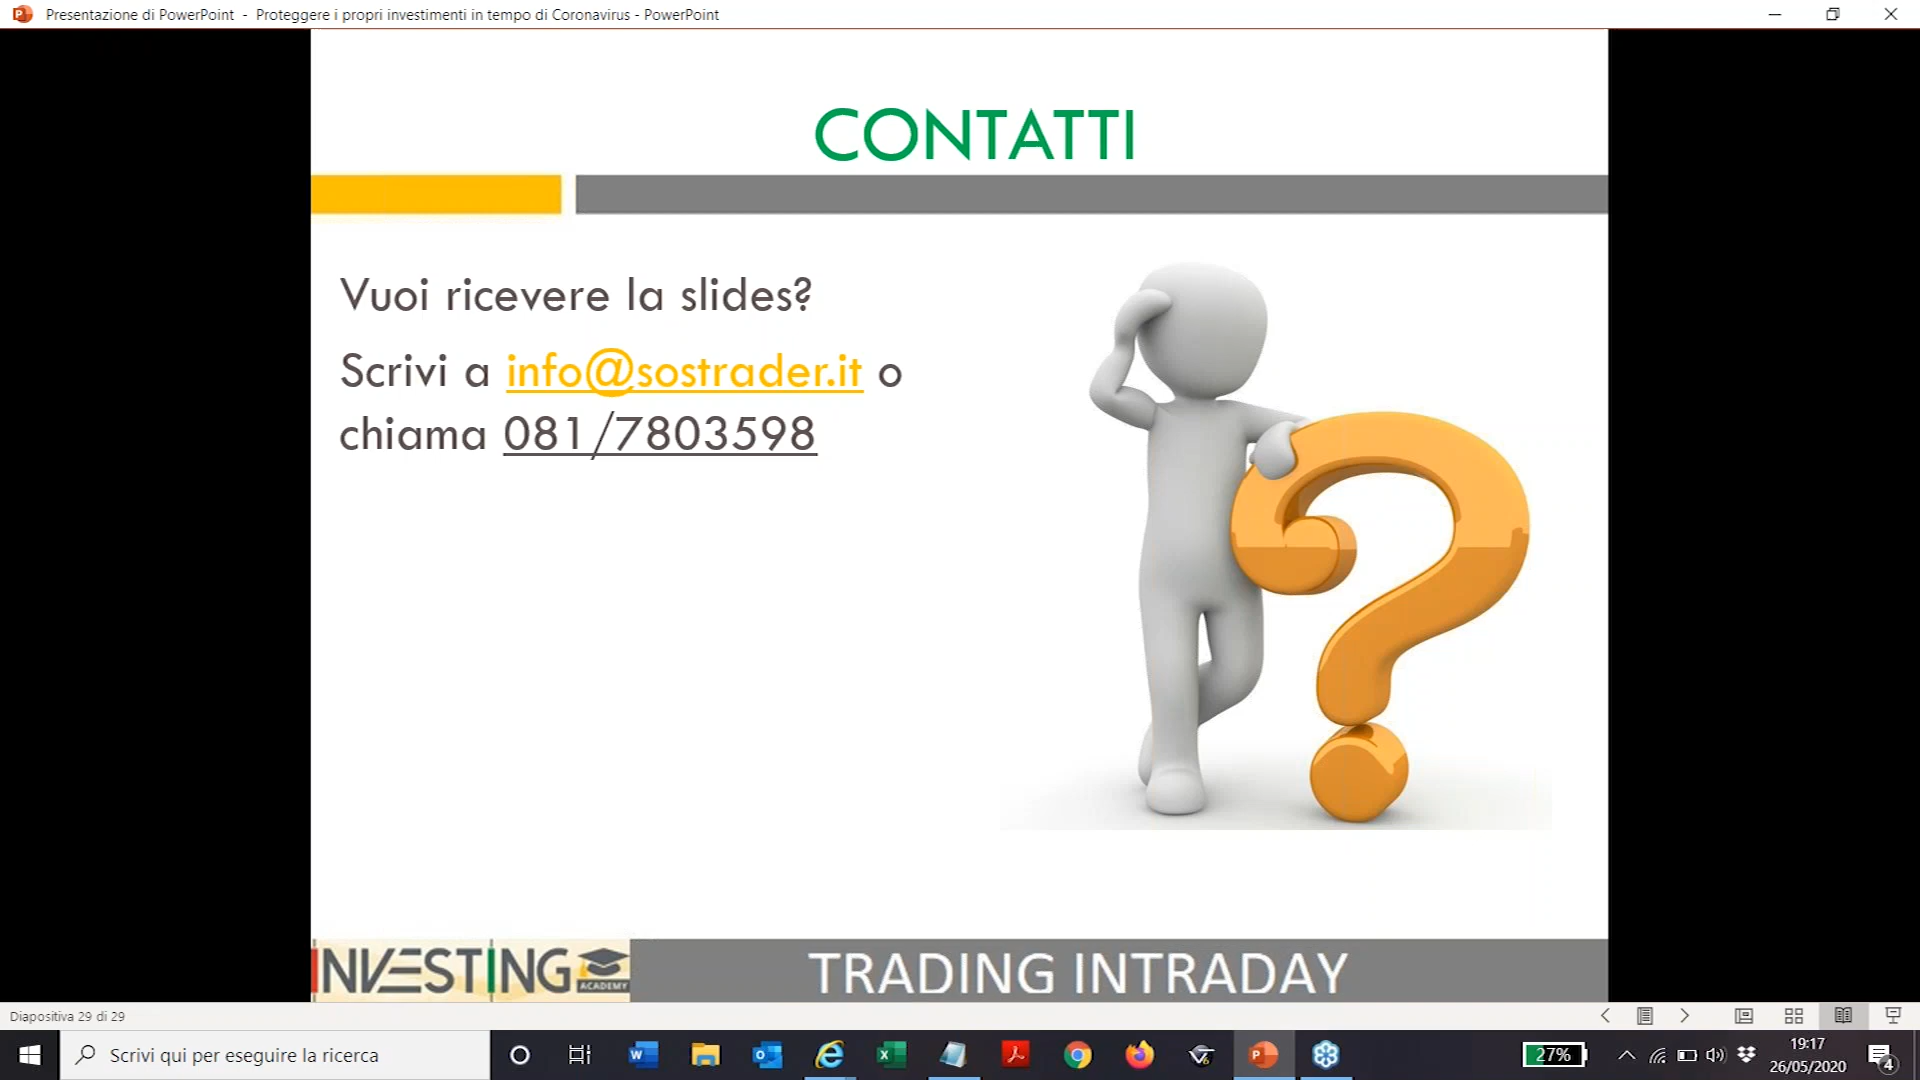 Presentazione di PowerPoint - Proteggere i propri investimenti in tempo di Coronavirus - PowerPoint
CONTATTI
Vuoi ricevere la slides?
Scrivi a info@sostrader.it o
chiama 081/7803598
INVESTING
ACADEMY
TRADING INTRADAY
Diapositiva 29 di 29
Scrivi qui per eseguire la ricerca
27%
19:17
26/05/2020
4